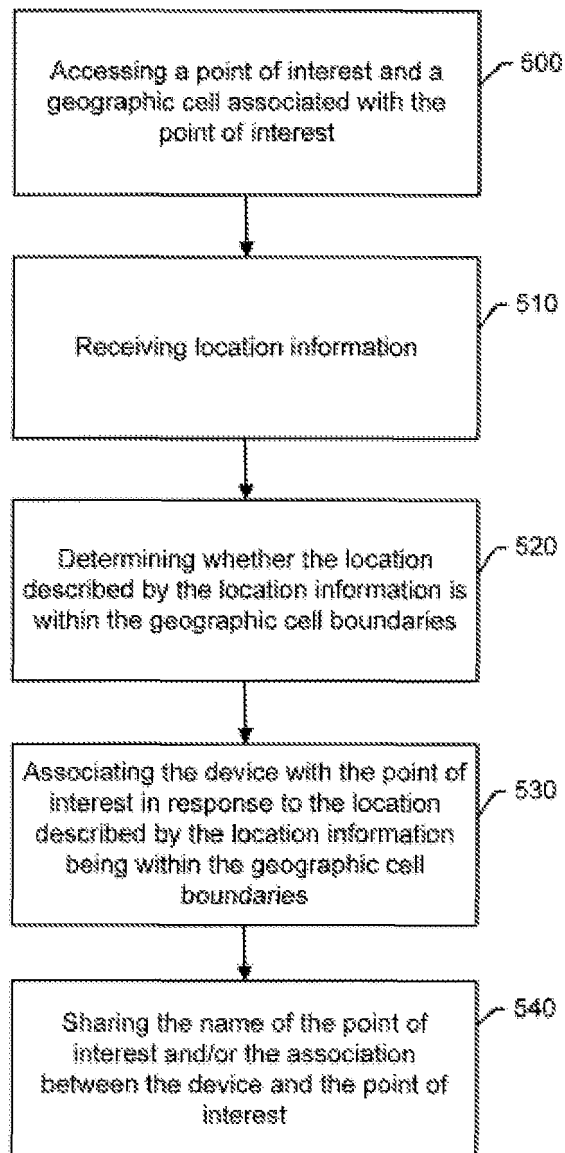 Accessing a point of interest and a
geographic cell associated with the
point of interest
500
Receiving location information
510
Determining whether the location
described by the location information is
within the geographic cell boundaries
520
Associating the device with the point of
interest in response to the location
described by the location information
being within the geographic cell
boundaries
530
Sharing the name of the point of
interest and/or the association
between the device and the point of
interest
540